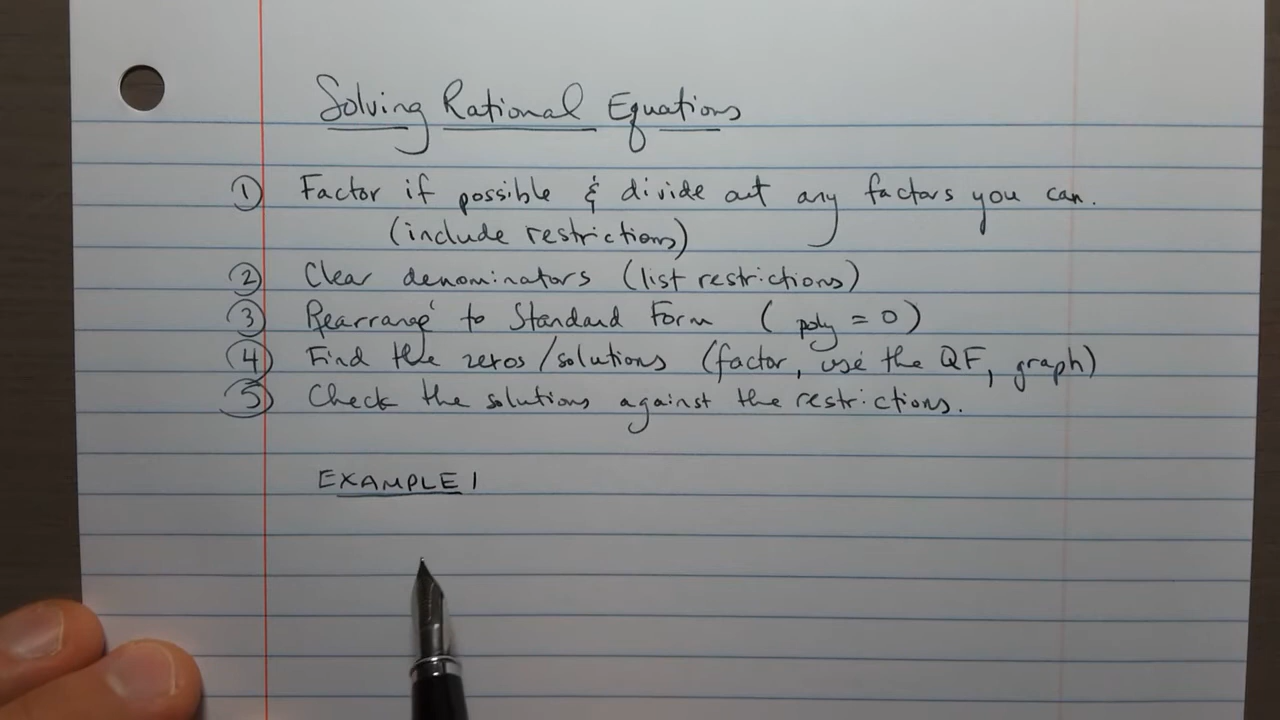 Solving Rational Equations
① Factor if possible & divide out any factors you can.
(include restrictions)
② Clear denominators (list restrictions)
③ Rearrange to Standard Form (poly = 0)
④ Find the zeros/solutions (factor, use the QF, graph)
⑤ Check the solutions against the restrictions.
EXAMPLE 1